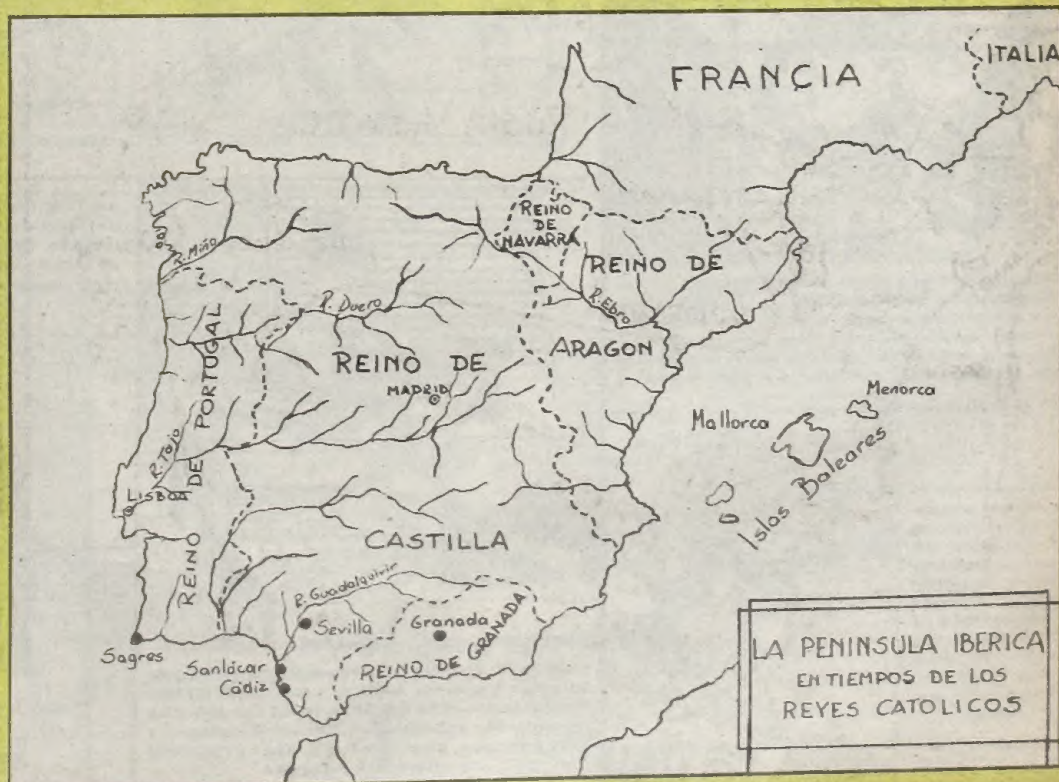 ITALIA
FRANCIA
REINO
DE
NAVARRA
REINO DE
ARAGON
R. Miño
R. Duero
R. Ebro
REINO DE PORTUGAL
REINO DE
CASTILLA
MADRID
Menorca
Mallorca
Islas Baleares
R. Tajo
LISBOA
R. Guadalquivir
Sevilla
Granada
REINO DE GRANADA
Sagres
Sanlúcar
Cádiz
LA PENINSULA IBERICA
EN TIEMPOS DE LOS
REYES CATOLICOS